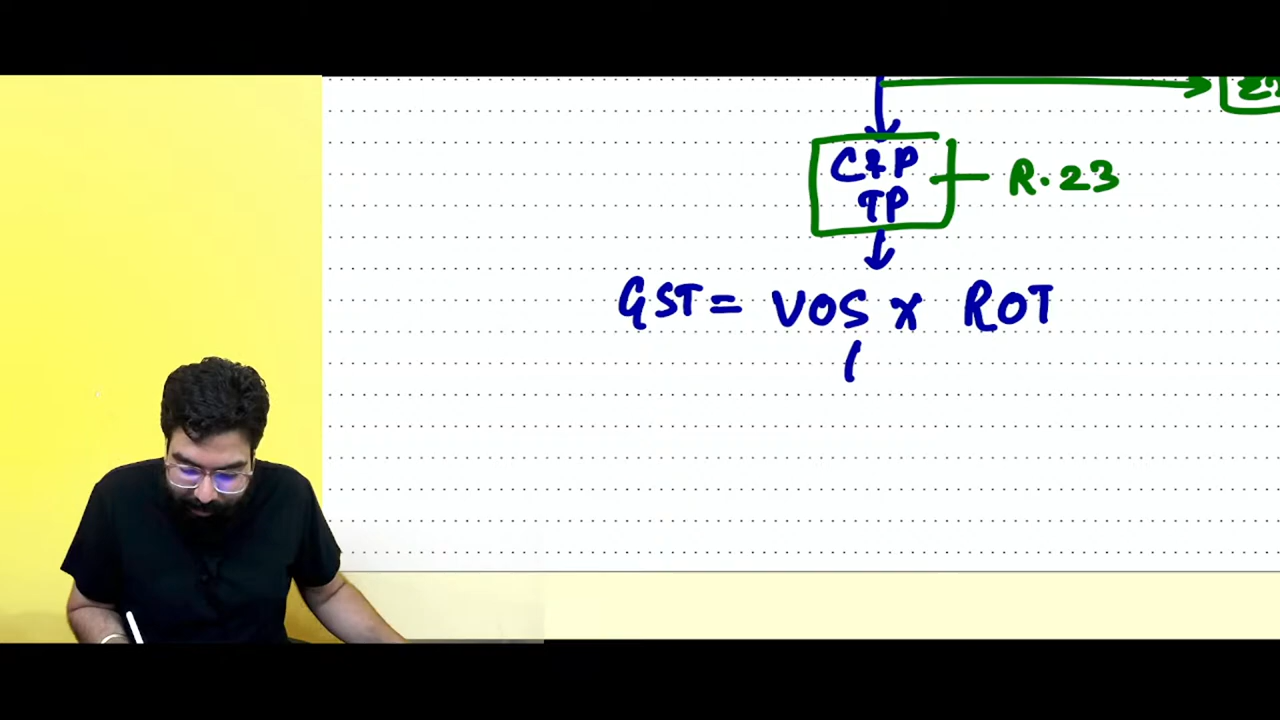 C&P
TP
R.23
GST = VOS x ROT